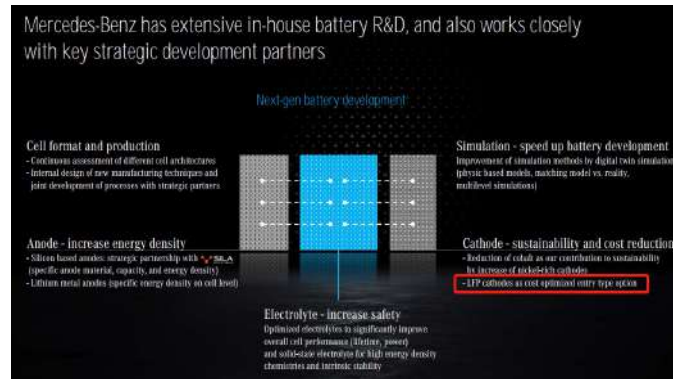 Mercedes-Benz has extensive in-house battery R&D, and also works closely
with key strategic development partners
Next-gen battery development
Cell format and production
- Continuous assessment of different cell architectures
- Internal design of new manufacturing techniques and
joint development of processes with strategic partners
Simulation - speed up battery development
Improvement of simulation methods by digital twin simulation
(physic based models, matching model vs. reality,
multilevel simulations)
Anode - increase energy density
- Silicon based anodes: strategic partnership with SILA
(specific anode material, capacity, and energy density)
- Lithium metal anodes (specific energy density on cell level)
Cathode - sustainability and cost reduction
- Reduction of cobalt as our contribution to sustainability
by increase of nickel-rich cathodes
- LFP cathodes as cost optimized entry type option
Electrolyte - increase safety
Optimized electrolytes to significantly improve
overall cell performance (lifetime, power)
and solid-state electrolyte for high energy density
chemistries and intrinsic stability